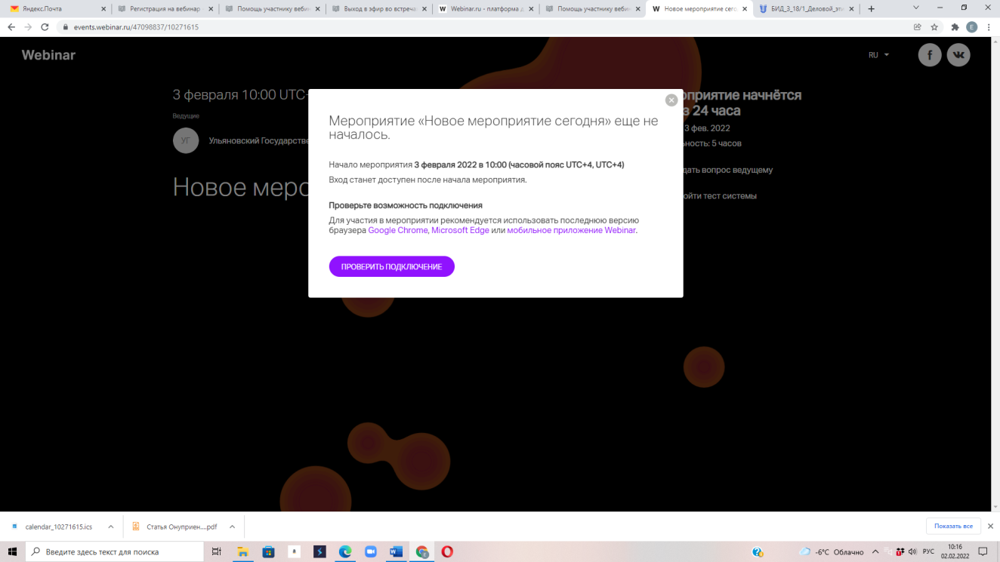 Яндекс.Почта
Регистрация на вебинар
Помощь участнику вебин
Выход в эфир во встреча
Webinar.ru - платформа д
Помощь участнику вебин
Новое мероприятие сего
БИД_3_18/1_Деловой_эти
events.webinar.ru/47098837/10271615
E
Webinar
RU
3 февраля 10:00 UTC+
Ведущие
УГ
Ульяновский Государстве
Новое меро
оприятие начнётся
з 24 часа
3 фев. 2022
ность: 5 часов
дать вопрос ведущему
ойти тест системы
Мероприятие «Новое мероприятие сегодня» еще не
началось.
Начало мероприятия 3 февраля 2022 в 10:00 (часовой пояс UTC+4, UTC+4)
Вход станет доступен после начала мероприятия.
Проверьте возможность подключения
Для участия в мероприятии рекомендуется использовать последнюю версию
браузера Google Chrome, Microsoft Edge или мобильное приложение Webinar.
ПРОВЕРИТЬ ПОДКЛЮЧЕНИЕ
calendar_10271615.ics
Статья Онуприен....pdf
Показать все
Введите здесь текст для поиска
-6°C Облачно
РУС
10:16
02.02.2022